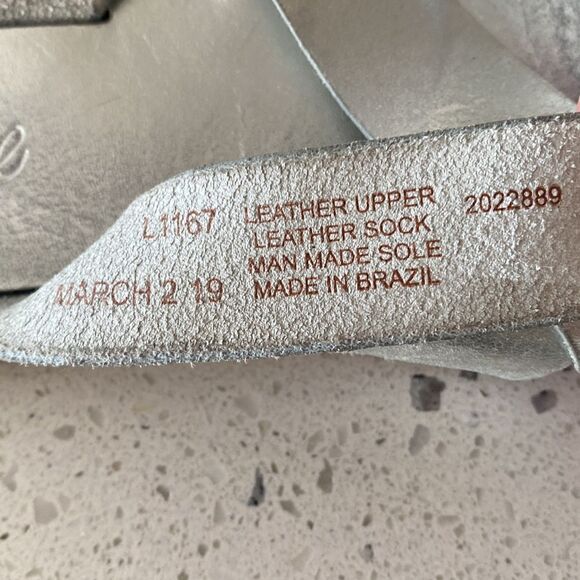 L1167
MARCH 2 19
LEATHER UPPER
LEATHER SOCK
MAN MADE SOLE
MADE IN BRAZIL
2022889